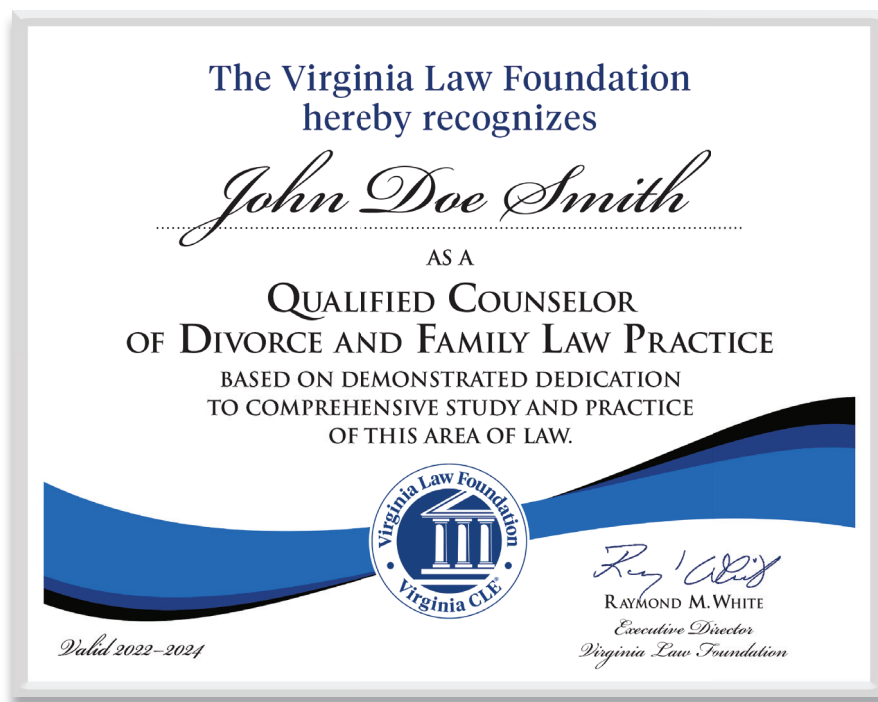 The Virginia Law Foundation
hereby recognizes
John Doe Smith
AS A
QUALIFIED COUNSELOR
OF DIVORCE AND FAMILY LAW PRACTICE
BASED ON DEMONSTRATED DEDICATION
TO COMPREHENSIVE STUDY AND PRACTICE
OF THIS AREA OF LAW.
Virginia Law Foundation
• Virginia CLE® •
RAYMOND M. WHITE
Executive Director
Virginia Law Foundation
Valid 2022–2024